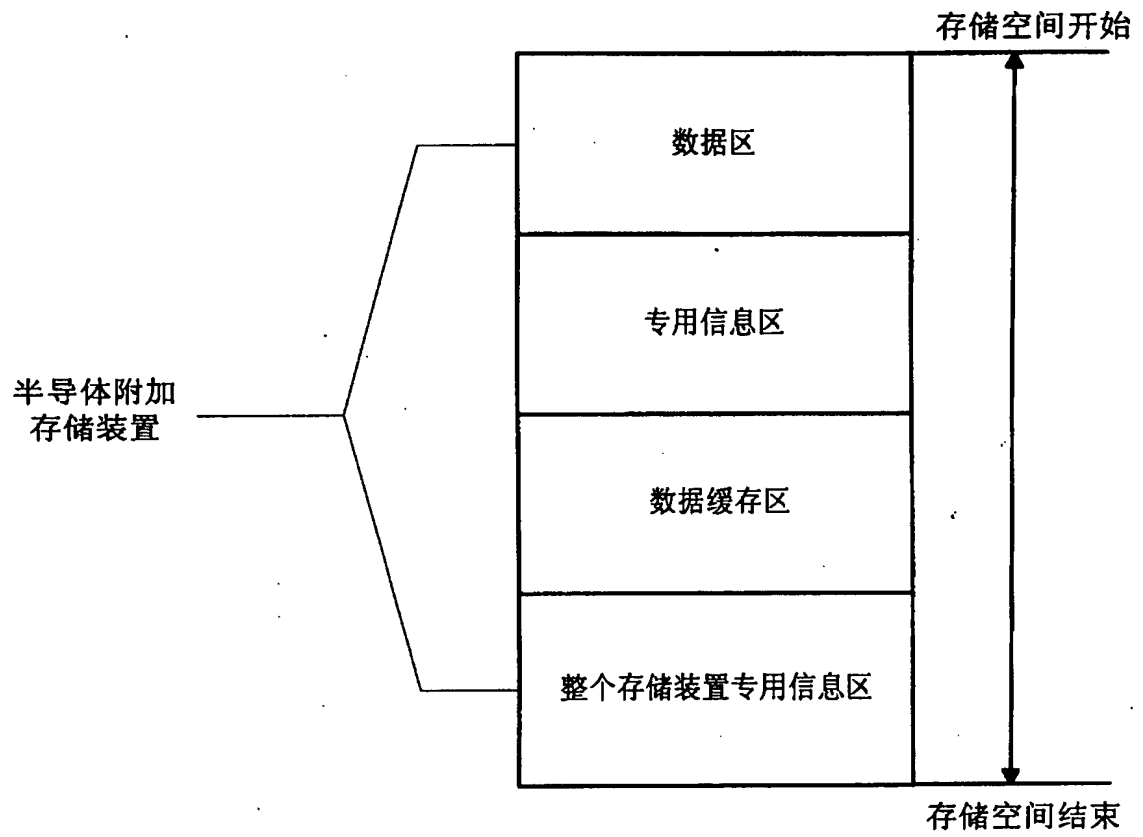 存储空间开始
数据区
专用信息区
半导体附加
存储装置
数据缓存区
整个存储装置专用信息区
存储空间结束